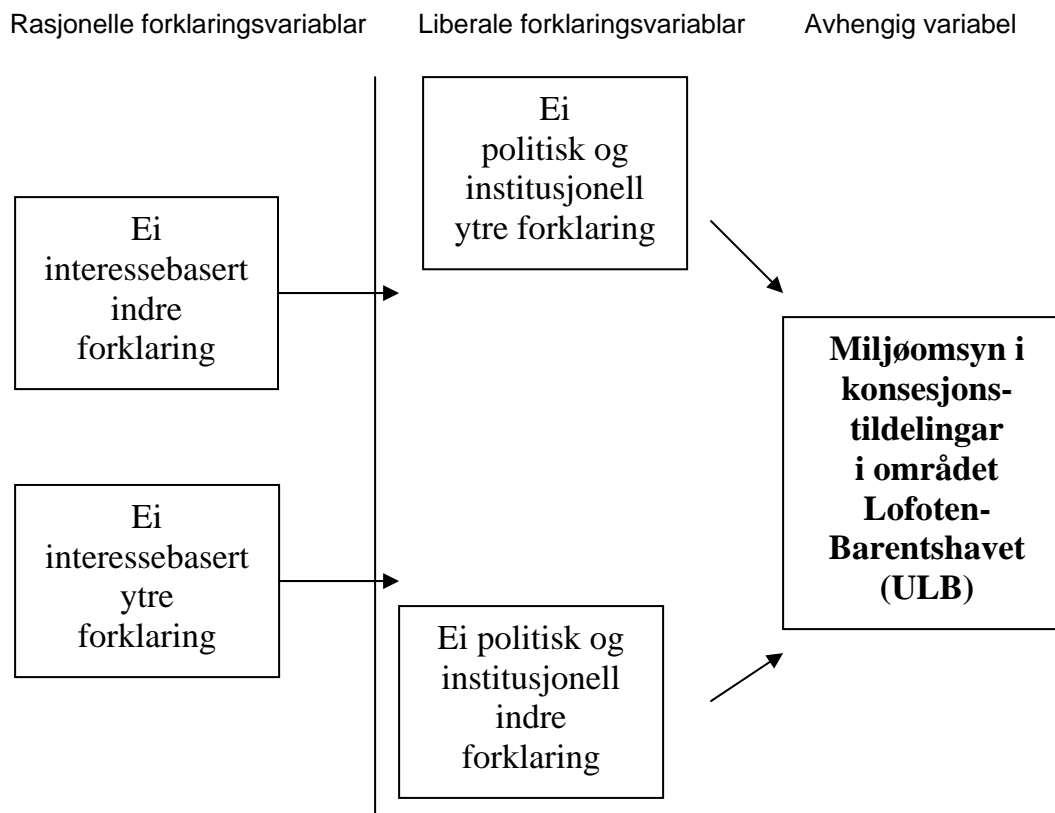 Rasjonelle forklaringsvariablar
Liberale forklaringsvariablar
Avhengig variabel
Ei
interessebasert
indre
forklaring
Ei
interessebasert
ytre
forklaring
Ei
politisk og
institusjonell
ytre forklaring
Ei politisk og
institusjonell
indre
forklaring
Miljøomsyn i
konsesjons-
tildelingar
i området
Lofoten-
Barentshavet
(ULB)